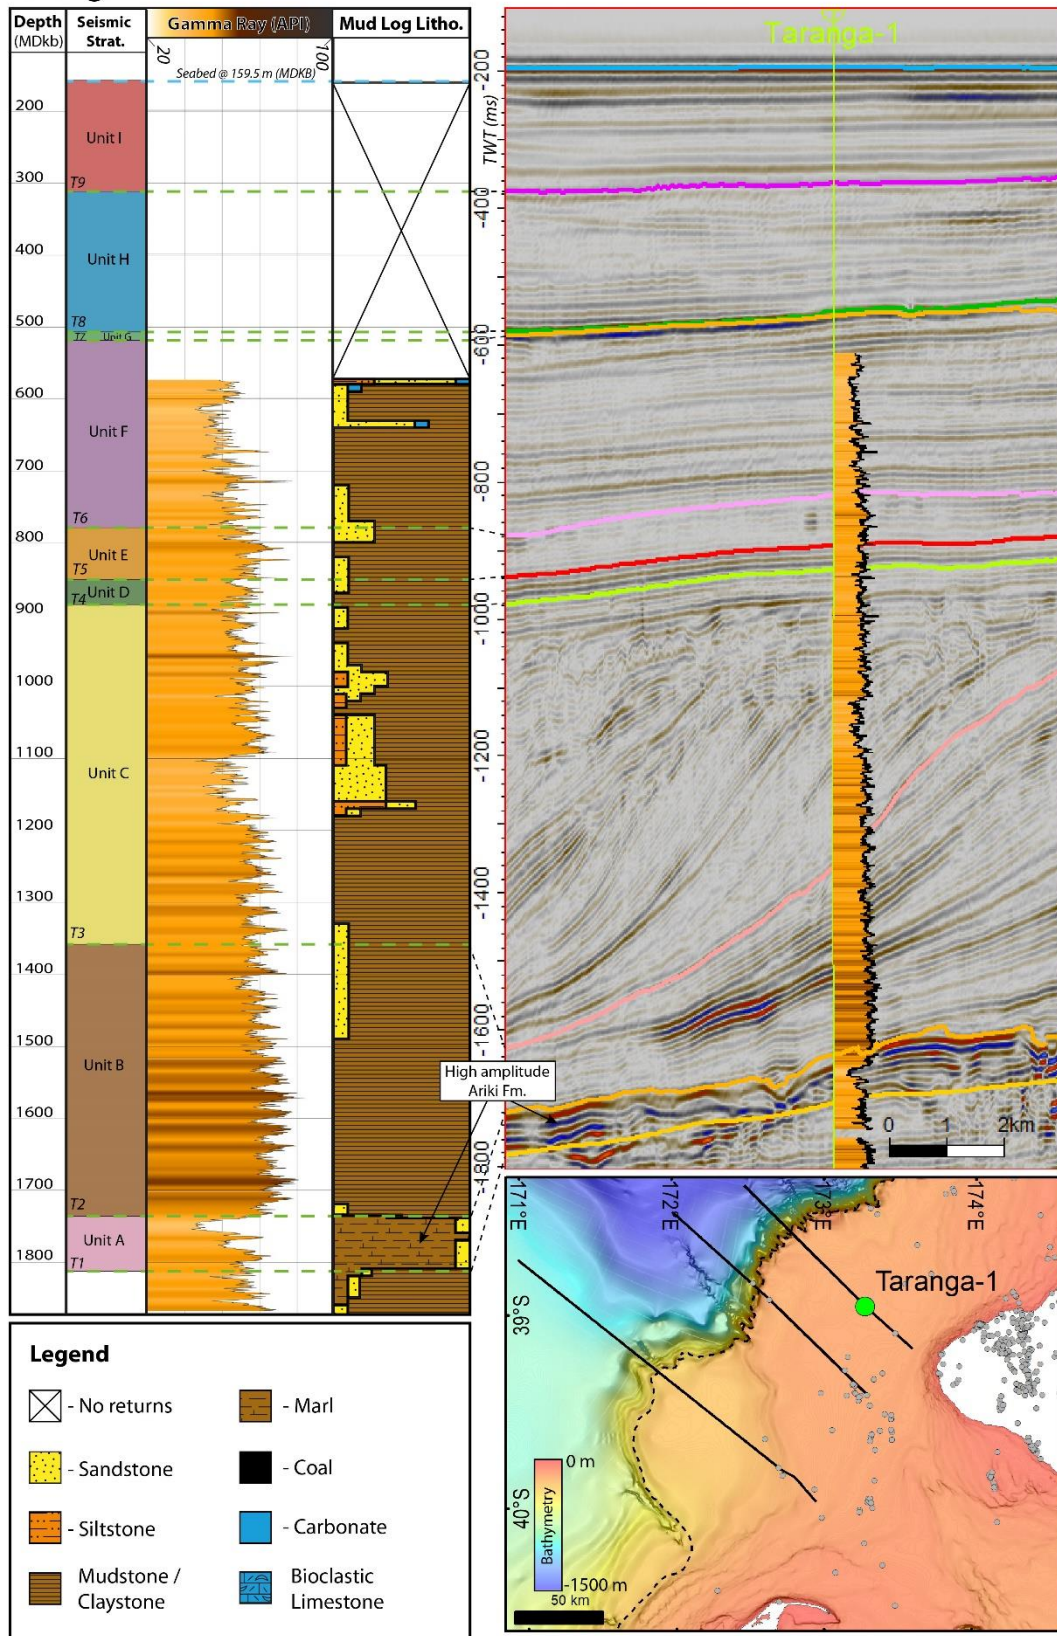 Depth
(MDkb)
Seismic
Strat.
Gamma Ray (API)
Mud Log Litho.
20
100
Seabed @ 159.5 m (MDKB)
200
300
400
500
600
700
800
900
1000
1100
1200
1300
1400
1500
1600
1700
1800
Unit I
T9
Unit H
T8
Unit G
T7
Unit F
T6
Unit E
T5
Unit D
T4
Unit C
T3
Unit B
T2
Unit A
T1
TWT (ms)
-200
-400
-600
-800
-1000
-1200
-1400
-1600
-1800
Taranga-1
High amplitude
Ariki Fm.
0 1 2km
Legend
- No returns
- Marl
- Sandstone
- Coal
- Siltstone
- Carbonate
Mudstone /
Claystone
Bioclastic
Limestone
171°E
172°E
173°E
174°E
39°S
40°S
Taranga-1
Bathymetry
0 m
-1500 m
50 km